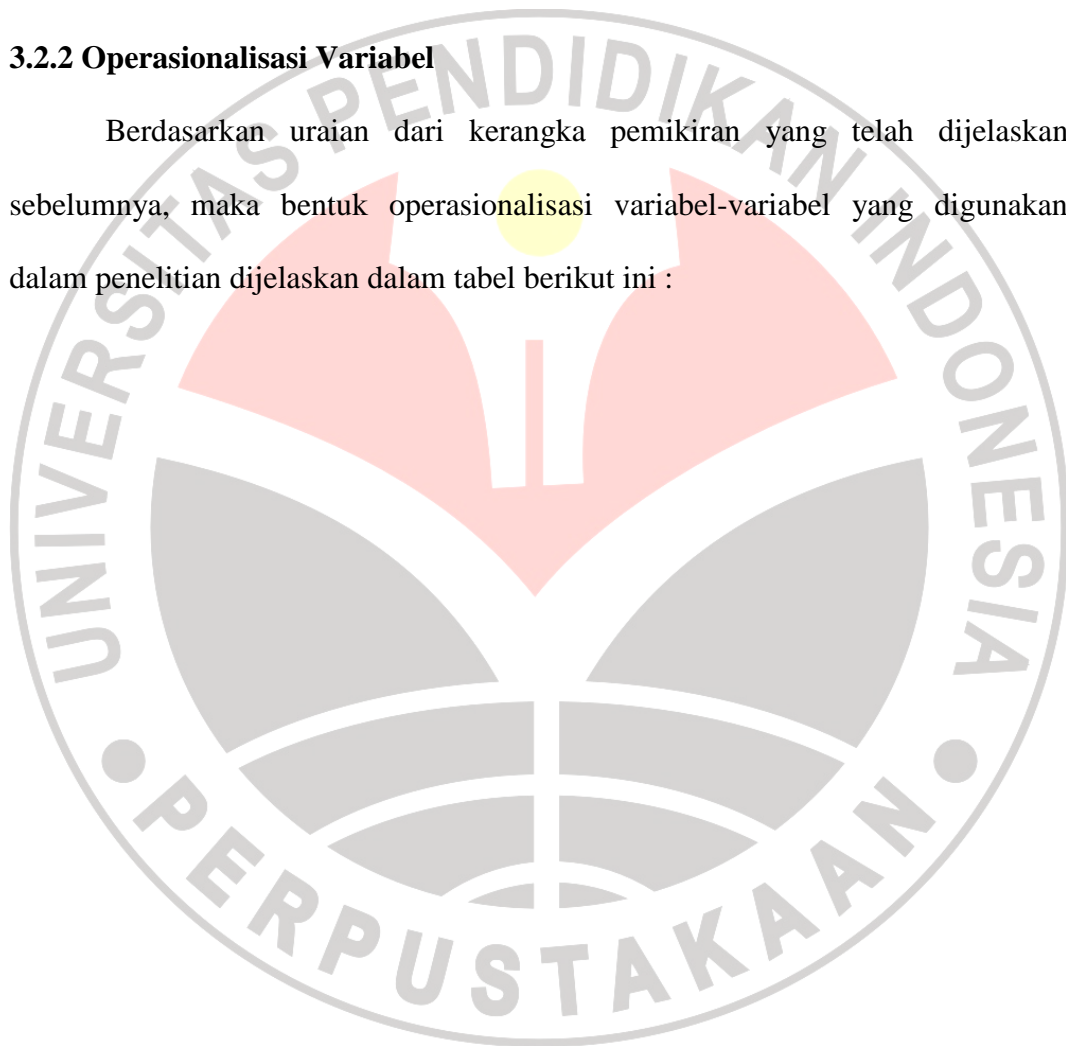 3.2.2 Operasionalisasi Variabel
Berdasarkan uraian dari kerangka pemikiran yang telah dijelaskan
sebelumnya, maka bentuk operasionalisasi variabel-variabel yang digunakan
dalam penelitian dijelaskan dalam tabel berikut ini :
UNIVERSITAS PENDIDIKAN INDONESIA
PERPUSTAKAAN